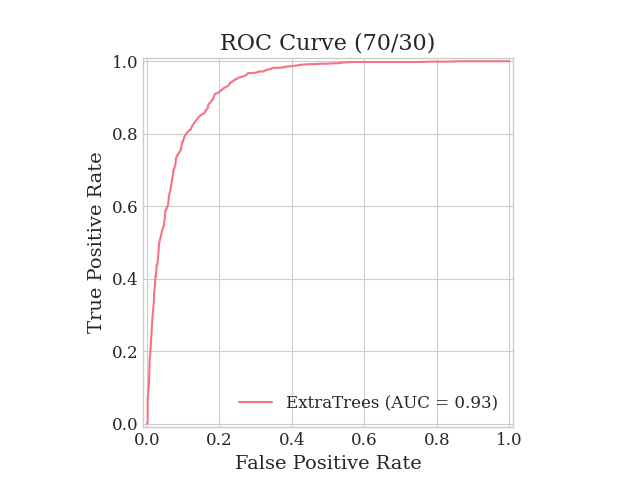 ROC Curve (70/30)
1.0
0.8
0.6
0.4
0.2
0.0
True Positive Rate
ExtraTrees (AUC = 0.93)
0.0 0.2 0.4 0.6 0.8 1.0
False Positive Rate